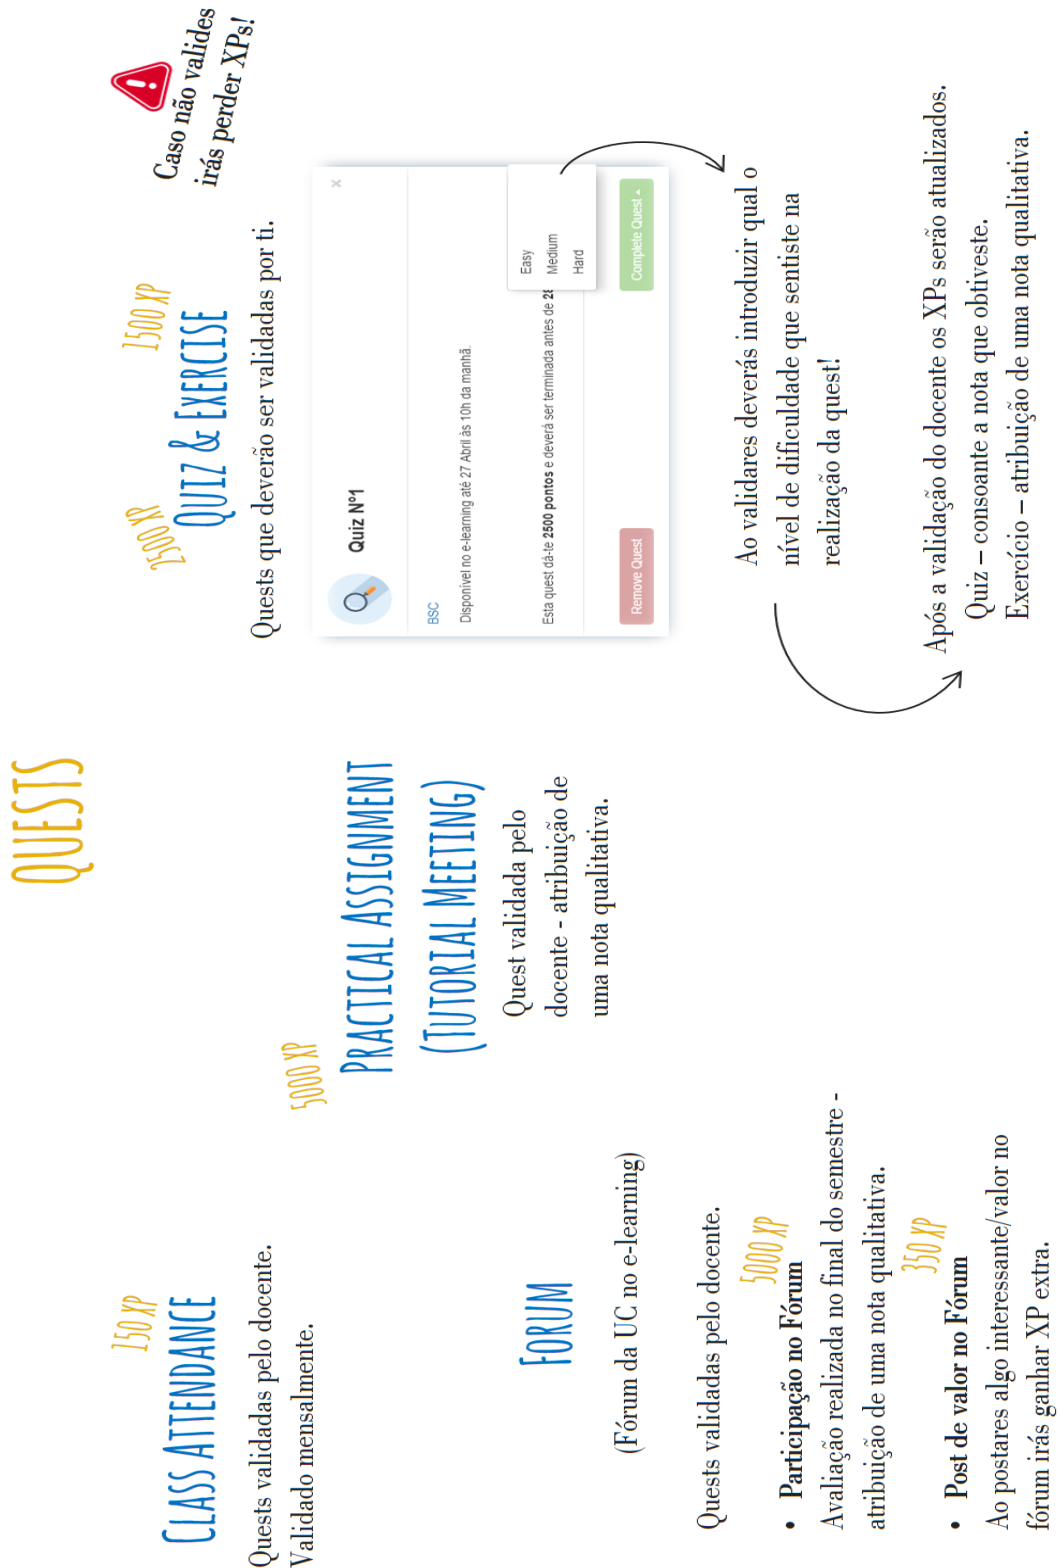 QUESTS
150 XP
CLASS ATTENDANCE
Quests validadas pelo docente.
Validado mensalmente.
FORUM
(Fórum da UC no e-learning)
Quests validadas pelo docente.
5000 XP
• Participação no Fórum
Avaliação realizada no final do semestre -
atribuição de uma nota qualitativa.
350 XP
• Post de valor no Fórum
Ao postares algo interessante/valor no
fórum irás ganhar XP extra.
5000 XP
PRACTICAL ASSIGNMENT
(TUTORIAL MEETING)
Quest validada pelo
docente - atribuição de
uma nota qualitativa.
2500 XP
1500 XP
QUIZ & EXERCISE
Caso não valides
irás perder XPs!
Quests que deverão ser validadas por ti.
Quiz Nº1
×
BSC
Disponível no e-learning até 27 Abril às 10h da manhã.
Esta quest dá-te 2500 pontos e deverá ser terminada antes de 28
Easy
Medium
Hard
Remove Quest
Complete Quest
Ao validares deverás introduzir qual o
nível de dificuldade que sentiste na
realização da quest!
Após a validação do docente os XPs serão atualizados.
Quiz – consoante a nota que obtiveste.
Exercício – atribuição de uma nota qualitativa.